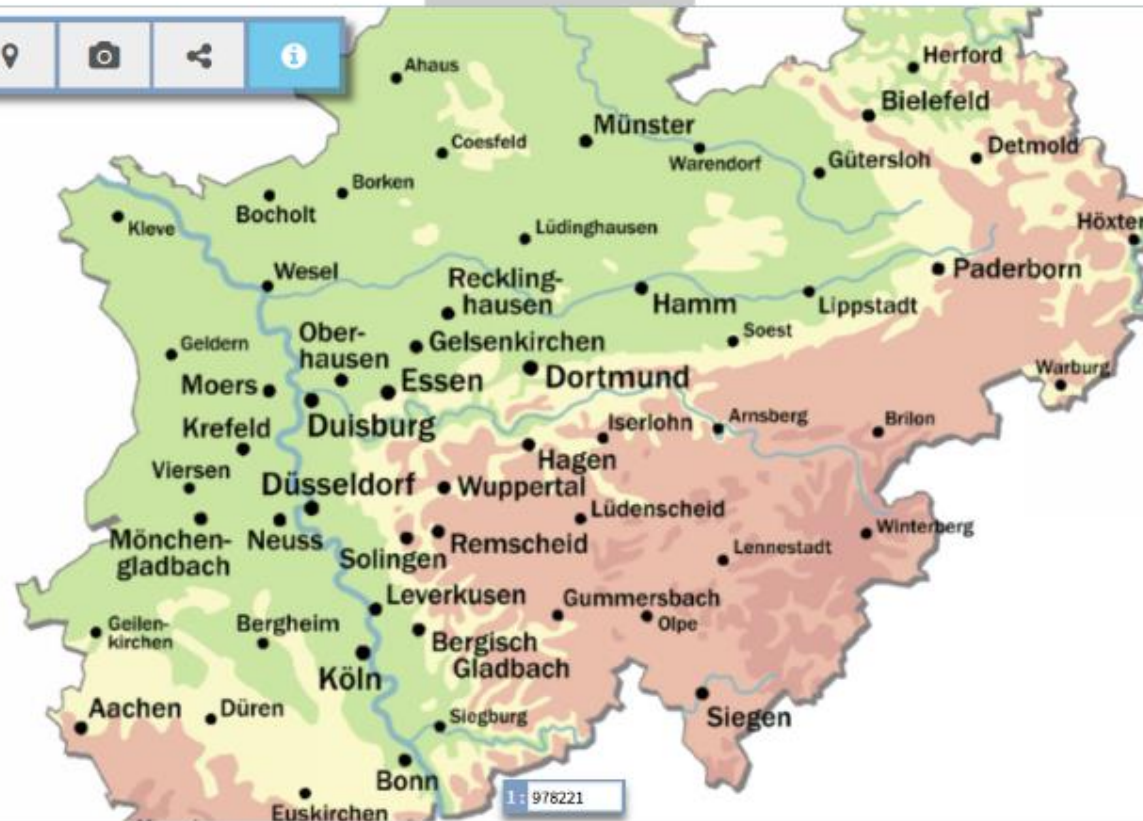 Ahaus
Herford
Bielefeld
Münster
Coesfeld
Warendorf
Detmold
Gütersloh
Borken
Bocholt
Kleve
Höxter
Lüdinghausen
Wesel
Paderborn
Reckling-
hausen
Hamm
Lippstadt
Soest
Geldern
Ober-
hausen
Gelsenkirchen
Moers
Essen
Dortmund
Warburg
Duisburg
Krefeld
Iserlohn
Arnsberg
Brilon
Hagen
Viersen
Düsseldorf
Wuppertal
Lüdenscheid
Winterberg
Mönchen-
gladbach
Neuss
Solingen
Remscheid
Lennestadt
Leverkusen
Gummersbach
Olpe
Geilen-
kirchen
Bergheim
Bergisch
Gladbach
Köln
Aachen
Düren
Siegburg
Siegen
Bonn
Euskirchen
1: 978221